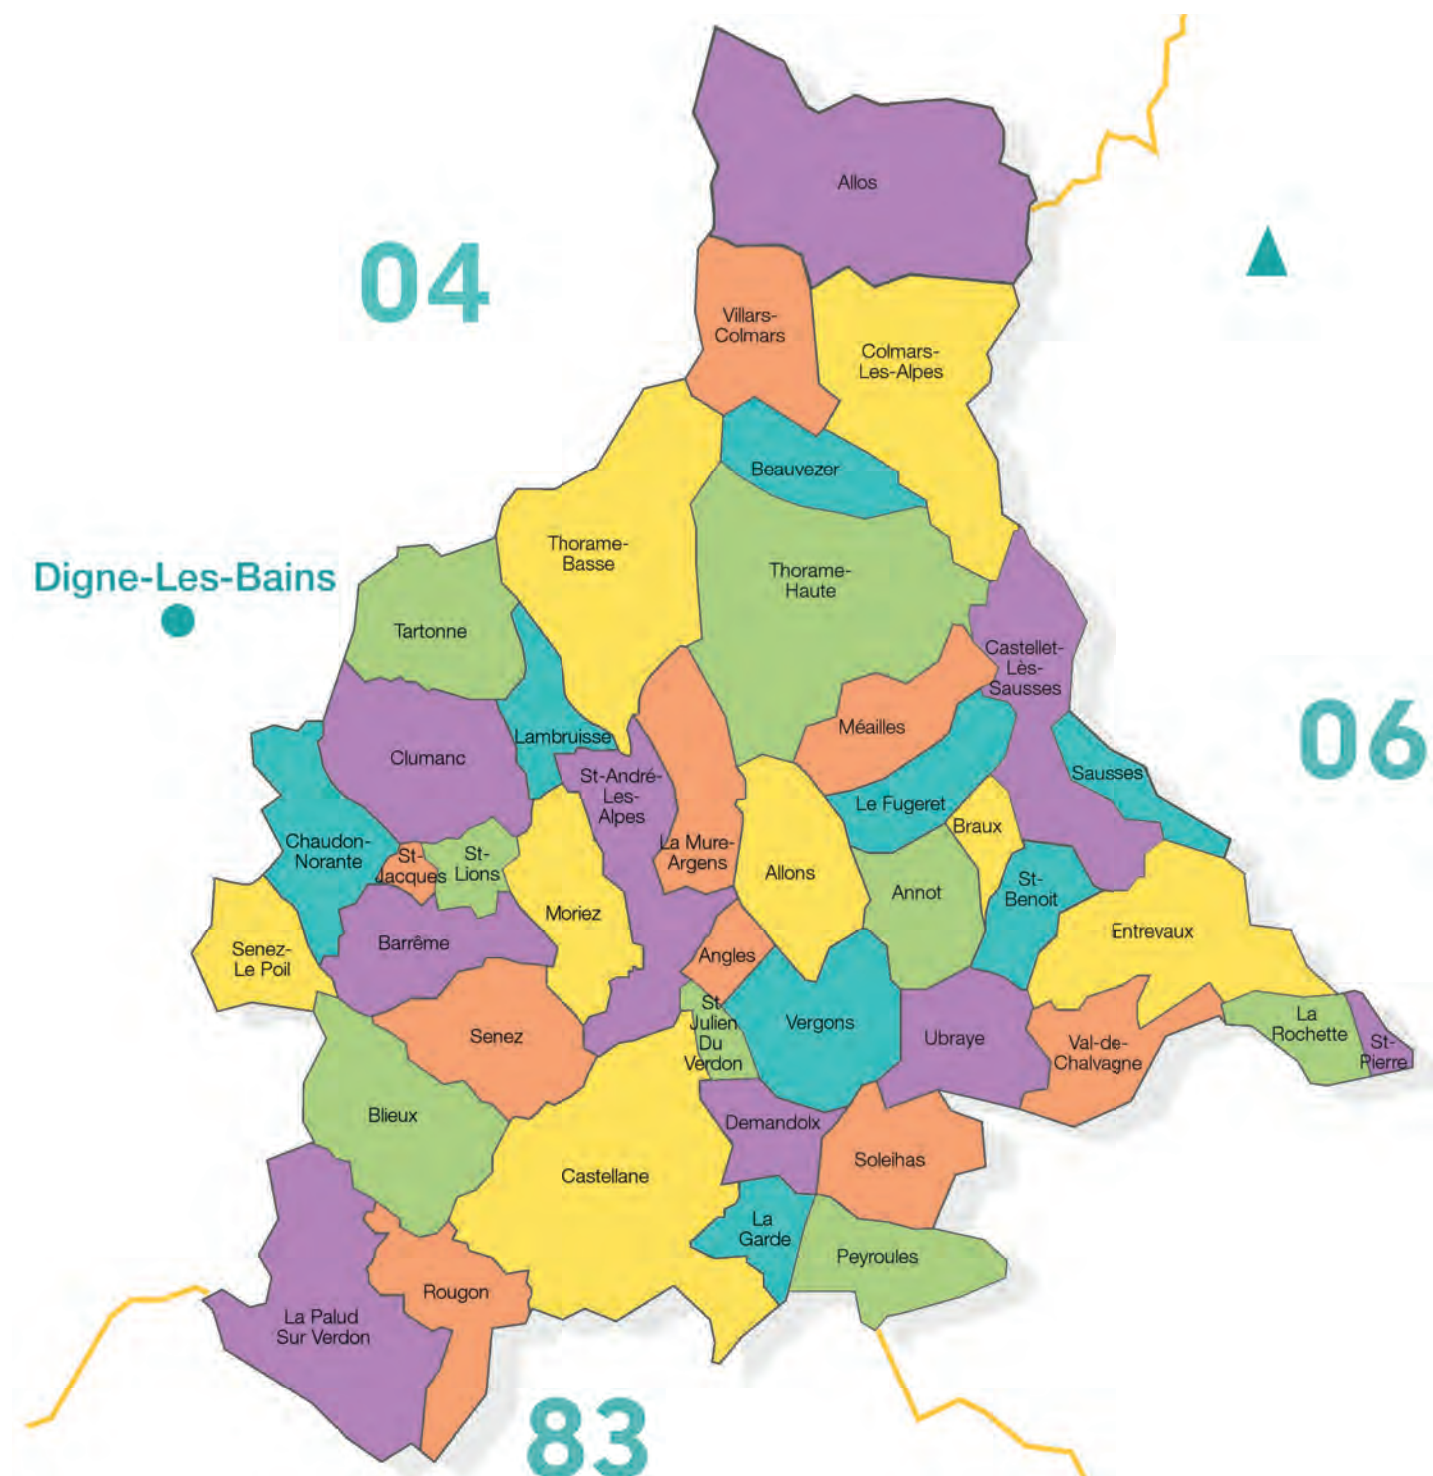 Allos
04
Villars-
Colmars
Colmars-
Les-Alpes
Beauvezer
Thorame-
Basse
Digne-Les-Bains
Thorame-
Haute
Tartonne
Castellet-
Lès-
Sausses
06
Méailles
Lambruisse
Clumanc
St-André-
Les-
Alpes
Sausses
Le Fugeret
Braux
Chaudon-
Norante
St-
Jacques
St-
Lions
La Mure-
Argens
Allons
Annot
St-
Benoit
Moriez
Entrevaux
Barrême
Senez-
Le Poil
Angles
St
Julien
Du
Verdon
Vergons
Senez
Ubraye
Val-de-
Chalvagne
La
Rochette
St-
Pierre
Blieux
Demandolx
Soleihas
Castellane
La
Garde
Peyroules
Rougon
La Palud
Sur Verdon
83